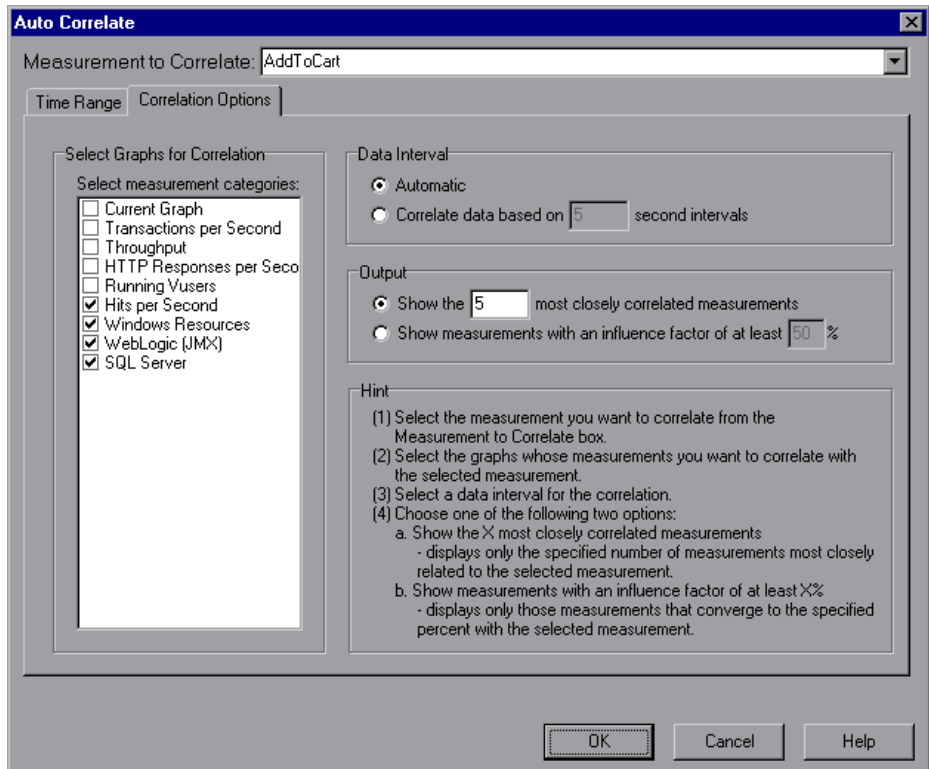 Auto Correlate
Measurement to Correlate: AddToCart
Time Range Correlation Options
Select Graphs for Correlation
Select measurement categories:
Current Graph
Transactions per Second
Throughput
HTTP Responses per Seco
Running Vusers
Hits per Second
Windows Resources
WebLogic (JMX)
SQL Server
Data Interval
Automatic
Correlate data based on 5 second intervals
Output
Show the 5 most closely correlated measurements
Show measurements with an influence factor of at least 50 %
Hint
(1) Select the measurement you want to correlate from the
Measurement to Correlate box.
(2) Select the graphs whose measurements you want to correlate with
the selected measurement.
(3) Select a data interval for the correlation.
(4) Choose one of the following two options:
a. Show the X most closely correlated measurements
- displays only the specified number of measurements most closely
related to the selected measurement.
b. Show measurements with an influence factor of at least X%
- displays only those measurements that converge to the specified
percent with the selected measurement.
OK Cancel Help